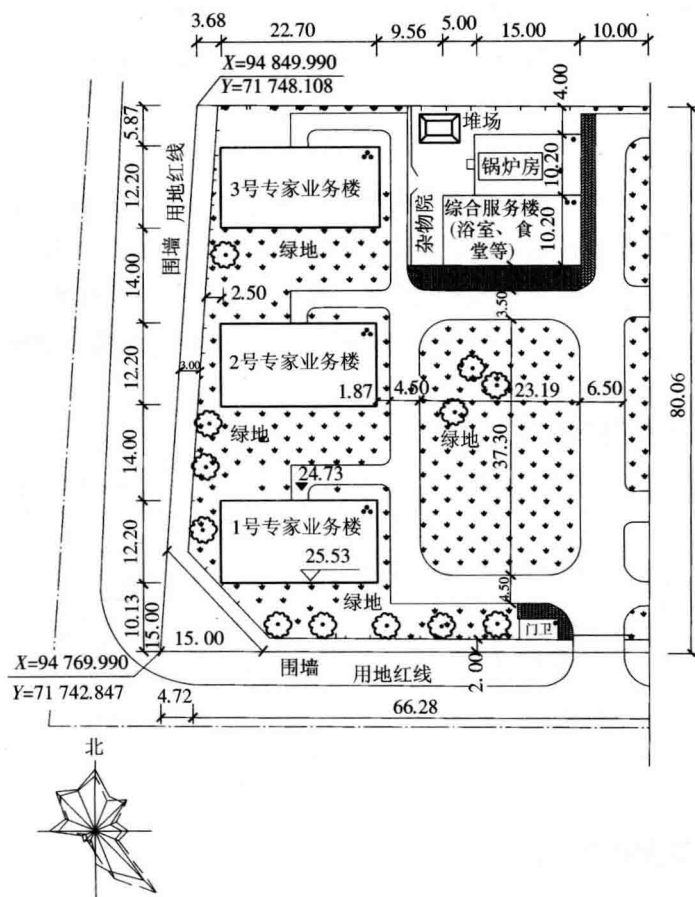 3.68 22.70 9.56 5.00 15.00 10.00
X=94 849.990
Y=71 748.108
4.00
5.87
堆场
用地红线
围墙
12.20
3号专家业务楼
锅炉房
10.20
杂物院
综合服务楼
(浴室、食
堂等)
10.20
绿地
14.00
2.50
3.50
12.20
2号专家业务楼
3.00
1.87
4.50
23.19
6.50
80.06
绿地
绿地
37.30
14.00
24.73
12.20
1号专家业务楼
25.53
4.50
绿地
10.13
15.00
15.00
门卫
围墙
用地红线
2.00
X=94 769.990
Y=71 742.847
4.72
66.28
北